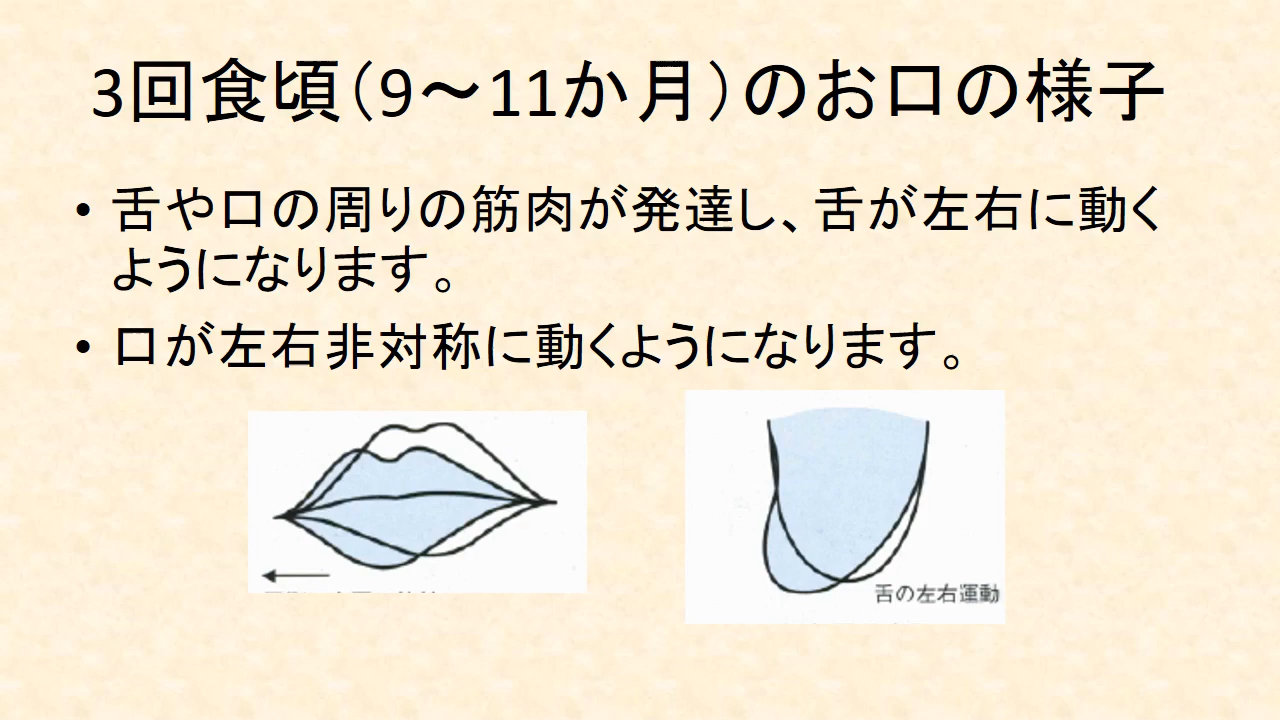 3回食頃（9～11か月）のお口の様子
• 舌や口の周りの筋肉が発達し、舌が左右に動く
ようになります。
• 口が左右非対称に動くようになります。
舌の左右運動